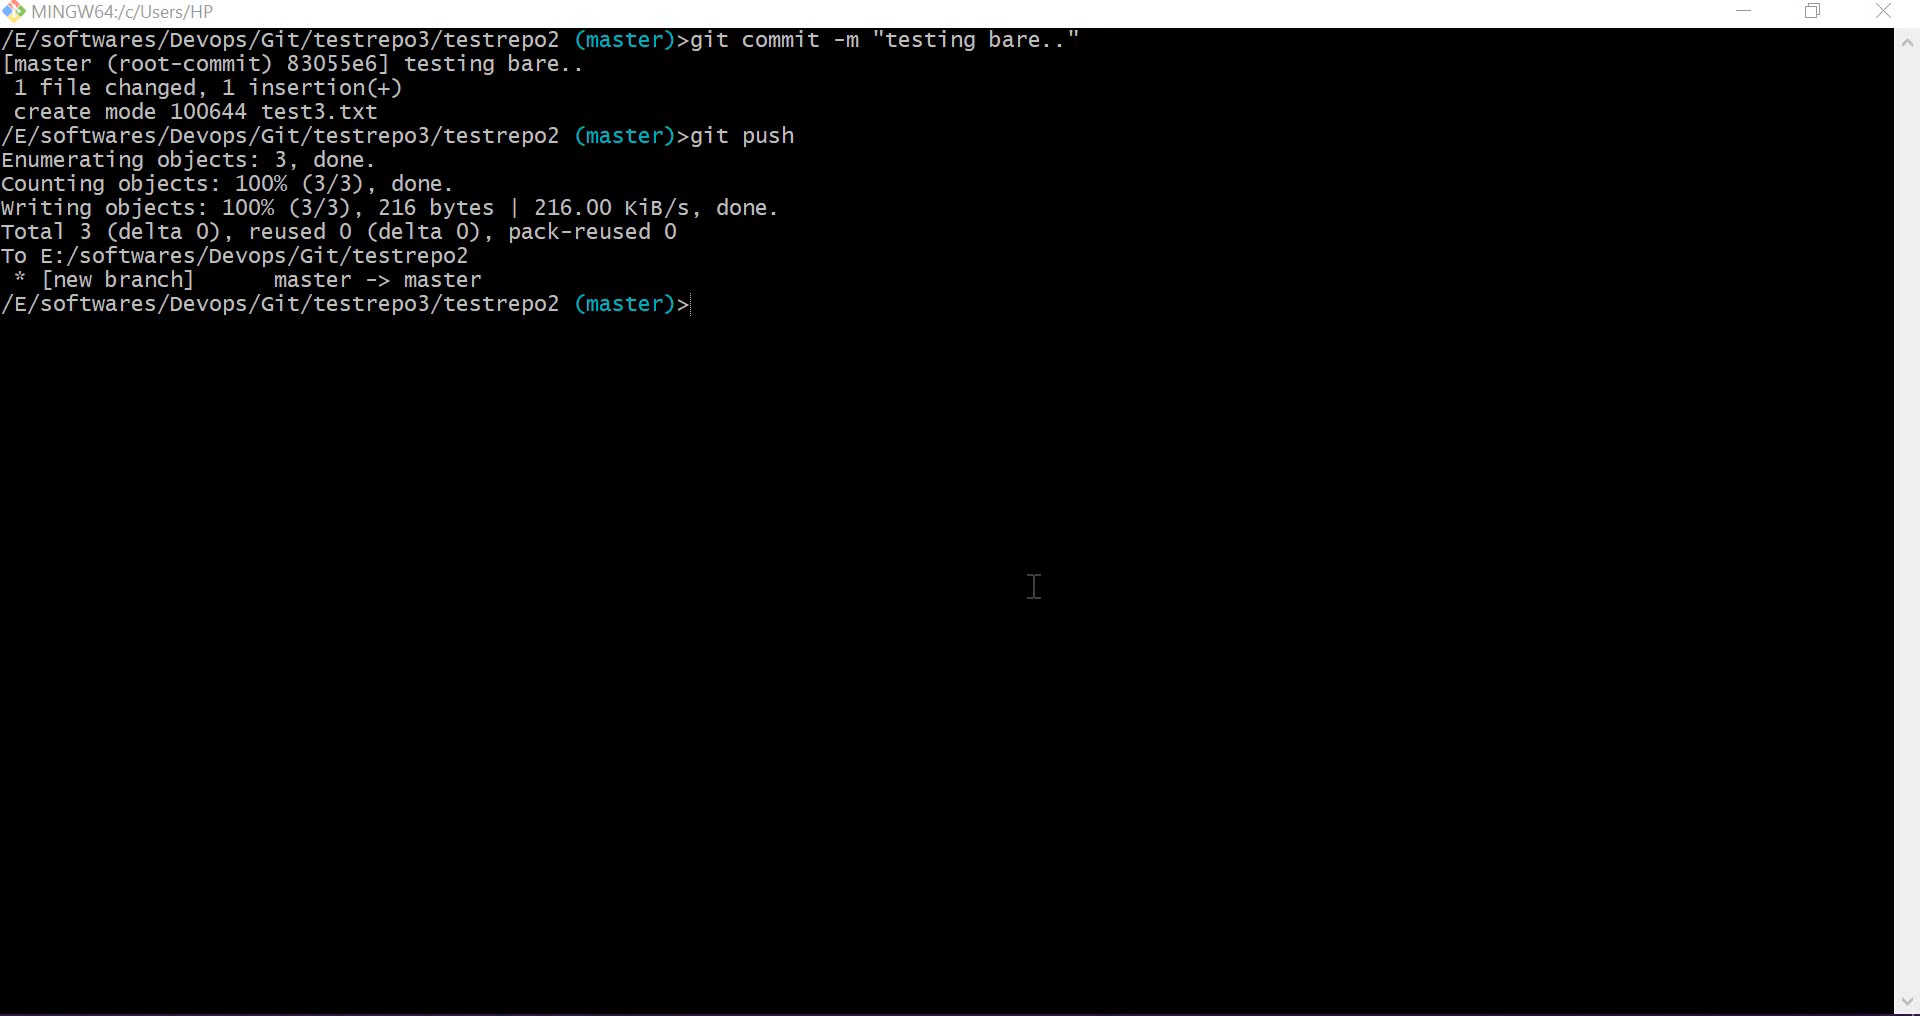 MINGW64:/c/Users/HP
/E/softwares/Devops/Git/testrepo3/testrepo2 (master)>git commit -m "testing bare.."
[master (root-commit) 83055e6] testing bare..
 1 file changed, 1 insertion(+)
 create mode 100644 test3.txt
/E/softwares/Devops/Git/testrepo3/testrepo2 (master)>git push
Enumerating objects: 3, done.
Counting objects: 100% (3/3), done.
Writing objects: 100% (3/3), 216 bytes | 216.00 KiB/s, done.
Total 3 (delta 0), reused 0 (delta 0), pack-reused 0
To E:/softwares/Devops/Git/testrepo2
 * [new branch]      master -> master
/E/softwares/Devops/Git/testrepo3/testrepo2 (master)>